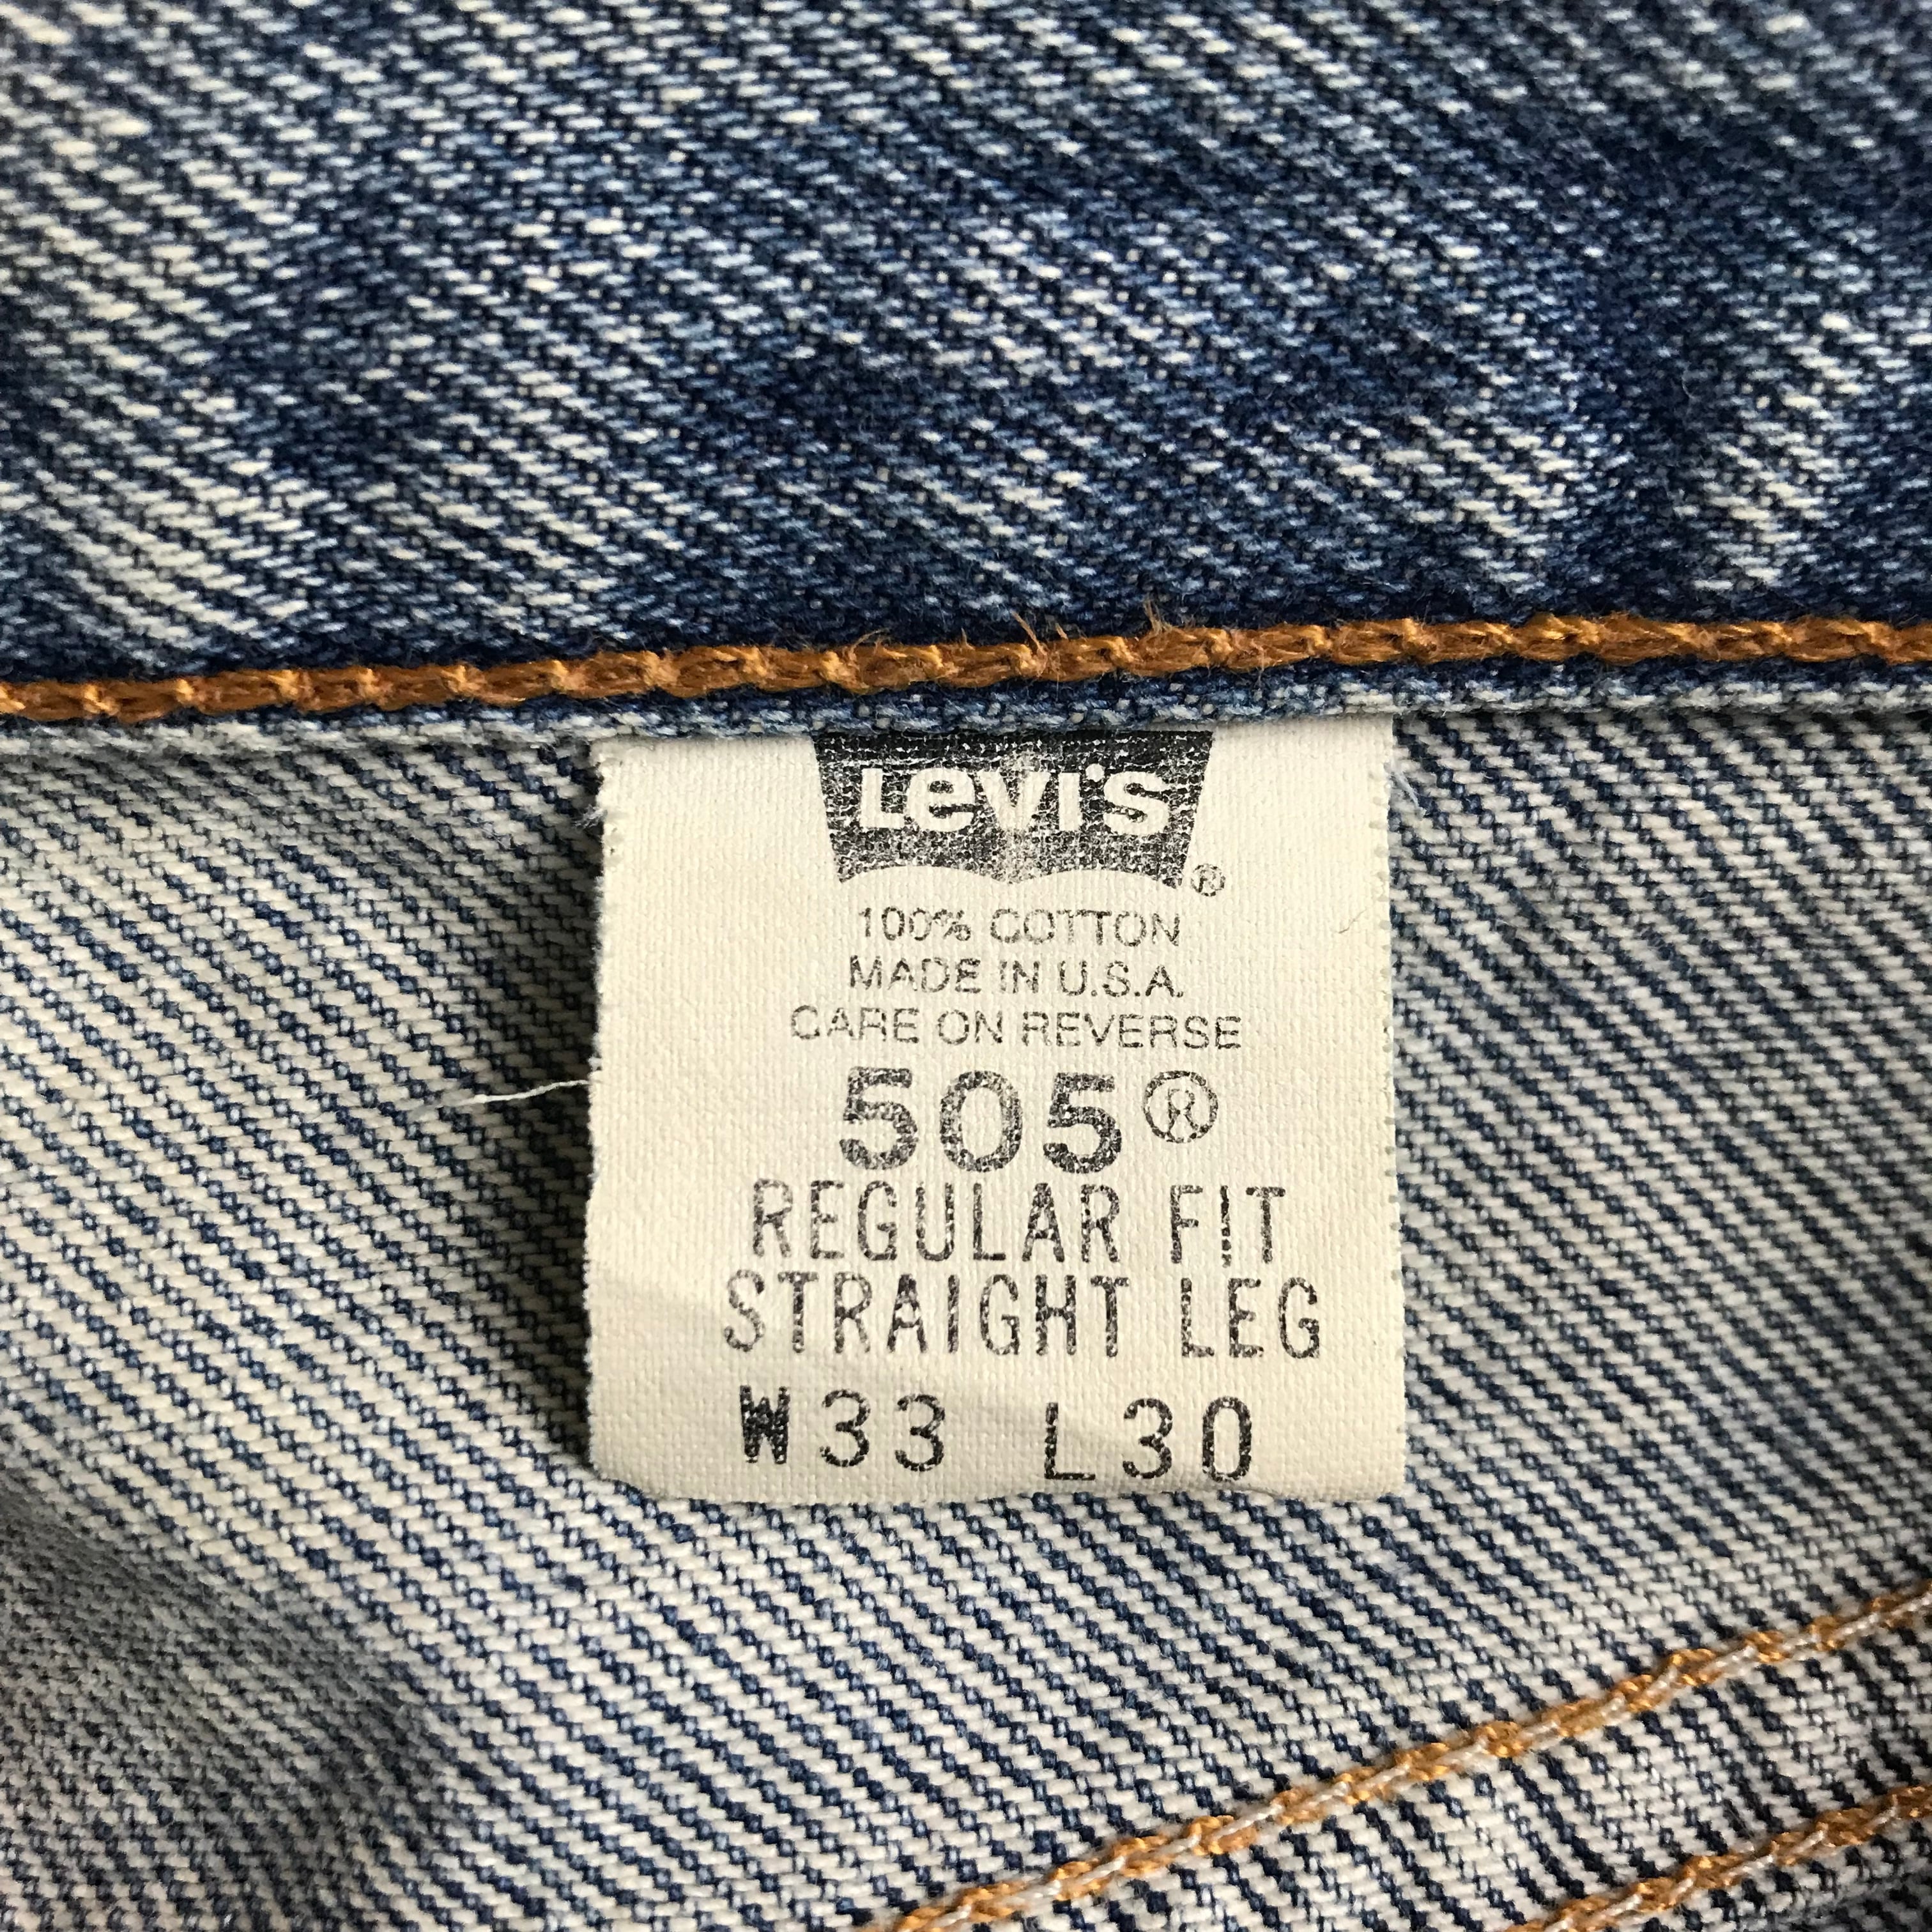 Levi's®
100% COTTON
MADE IN U.S.A.
CARE ON REVERSE
505®
REGULAR FIT
STRAIGHT LEG
W33 L30